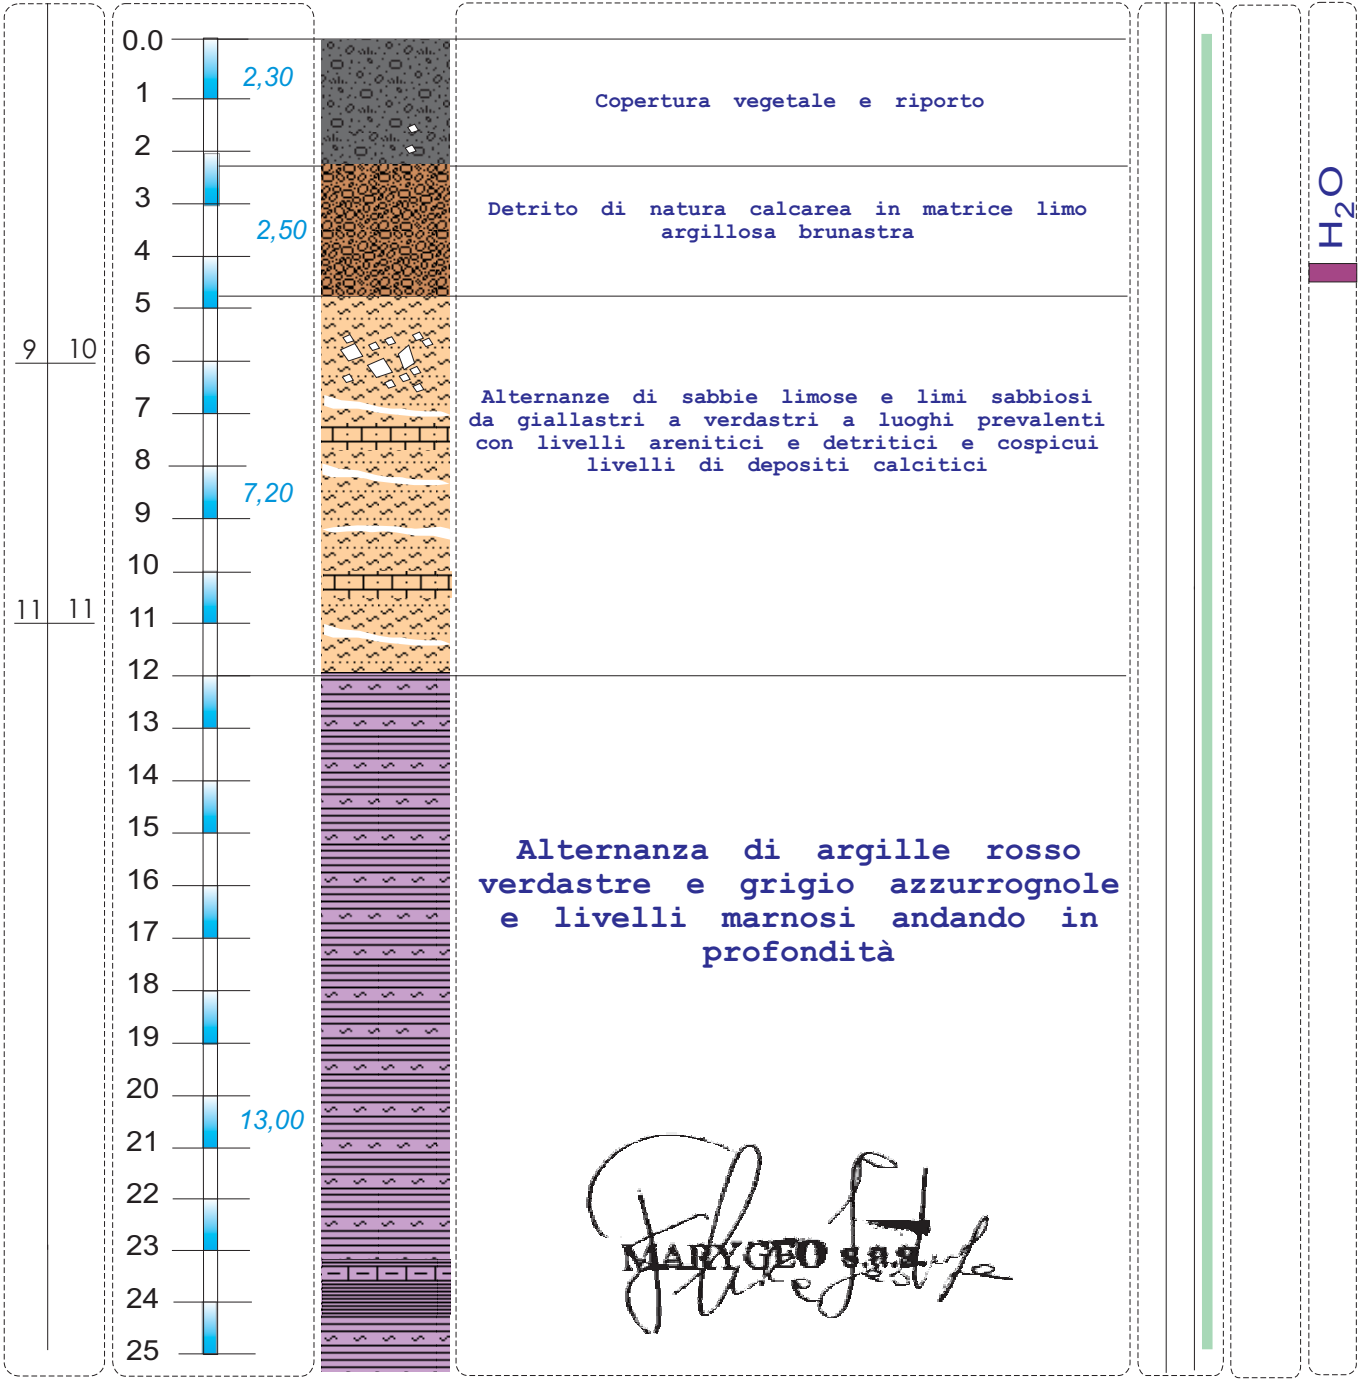 0.0
2,30
1
Copertura vegetale e riporto
2
H₂O
3
Detrito di natura calcarea in matrice limo
argillosa brunastra
2,50
4
5
9 10
6
7
Alternanze di sabbie limose e limi sabbiosi
da giallastri a verdastri a luoghi prevalenti
con livelli arenitici e detritici e cospicui
livelli di depositi calcitici
8
7,20
9
10
11 11
11
12
13
14
15
Alternanza di argille rosso
verdastre e grigio azzurrognole
e livelli marnosi andando in
profondità
16
17
18
19
20
13,00
21
22
23
MARYGEO s.a.s.
24
25